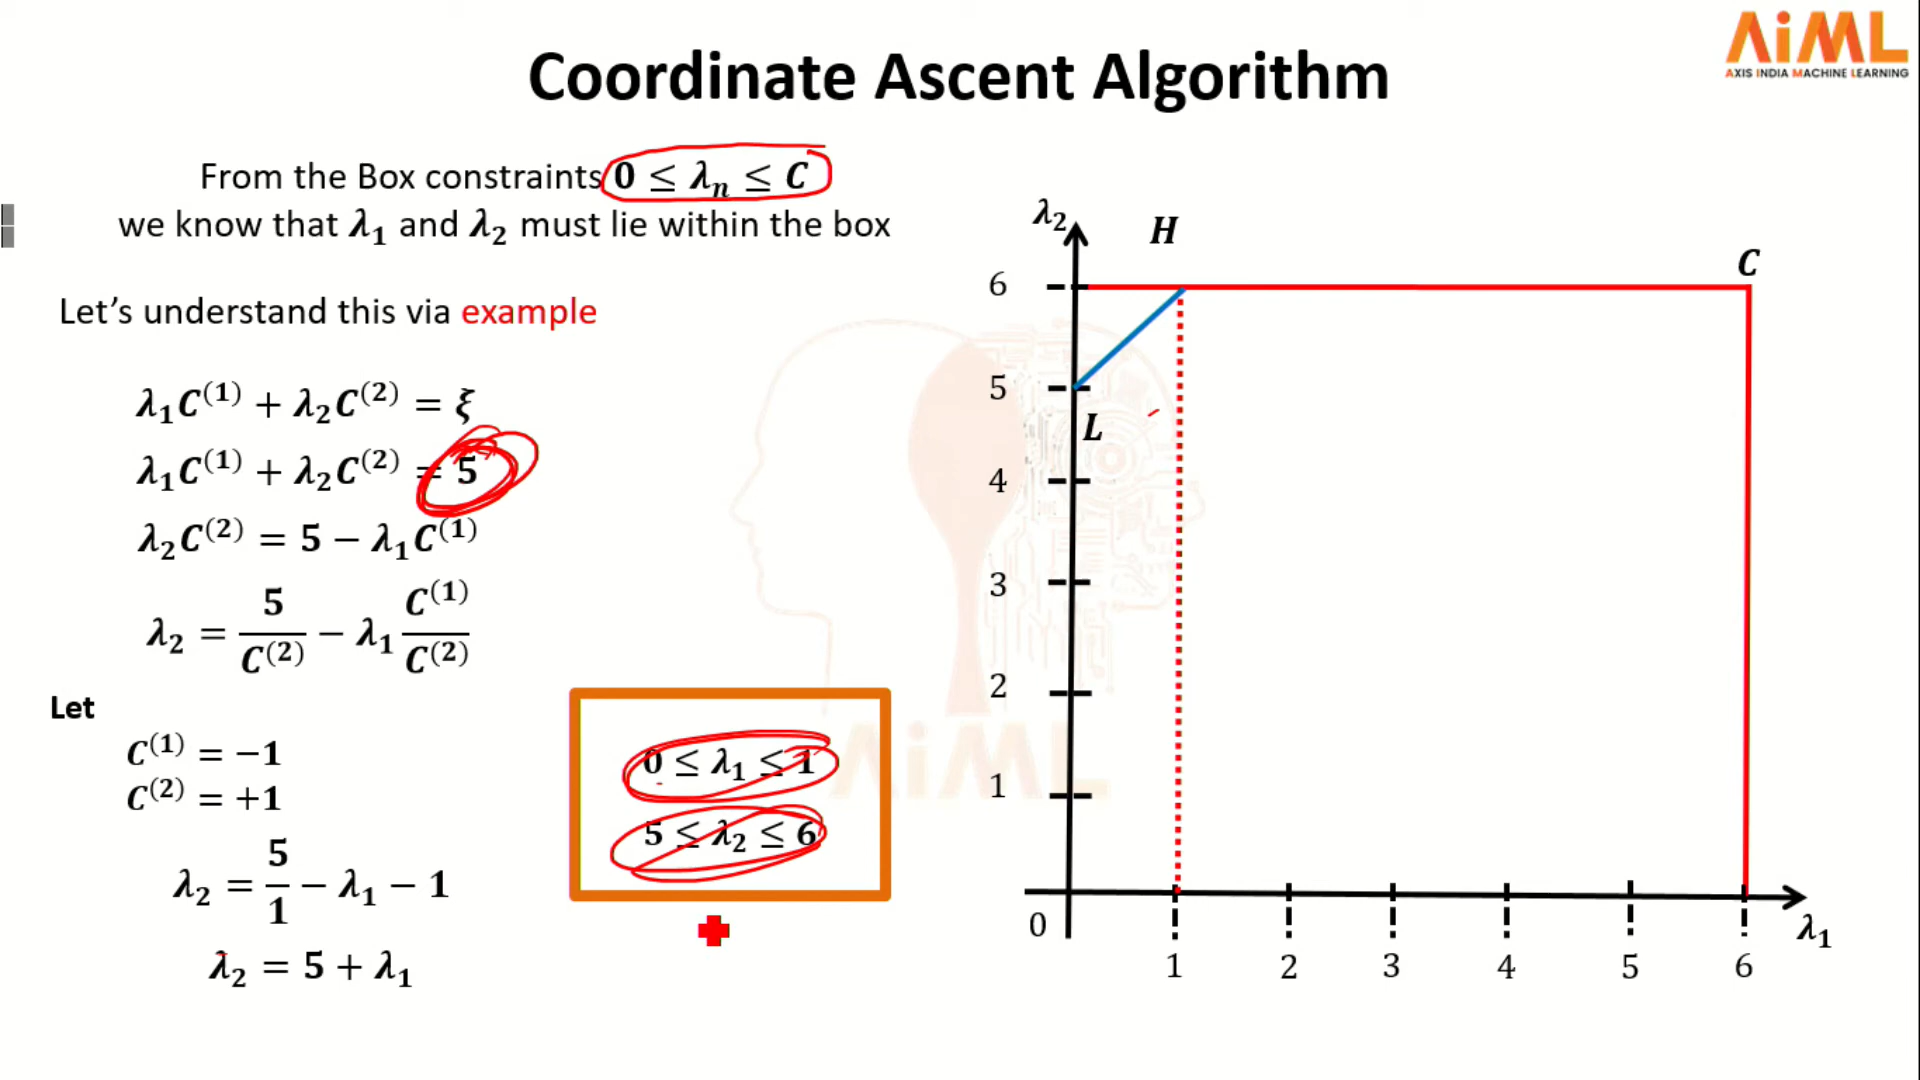 Coordinate Ascent Algorithm
AiML
AXIS INDIA MACHINE LEARNING
From the Box constraints 0 ≤ λₙ ≤ C
we know that λ₁ and λ₂ must lie within the box
Let's understand this via example
λ₁C⁽¹⁾ + λ₂C⁽²⁾ = ξ
λ₁C⁽¹⁾ + λ₂C⁽²⁾ = 5
λ₂C⁽²⁾ = 5 − λ₁C⁽¹⁾
λ₂ = 5/C⁽²⁾ − λ₁ C⁽¹⁾/C⁽²⁾
Let
C⁽¹⁾ = −1
C⁽²⁾ = +1
λ₂ = 5/1 − λ₁ − 1
λ₂ = 5 + λ₁
0 ≤ λ₁ ≤ 1
5 ≤ λ₂ ≤ 6
λ₂
H
C
6
5
L
4
3
2
1
0
λ₁
1 2 3 4 5 6
AiML